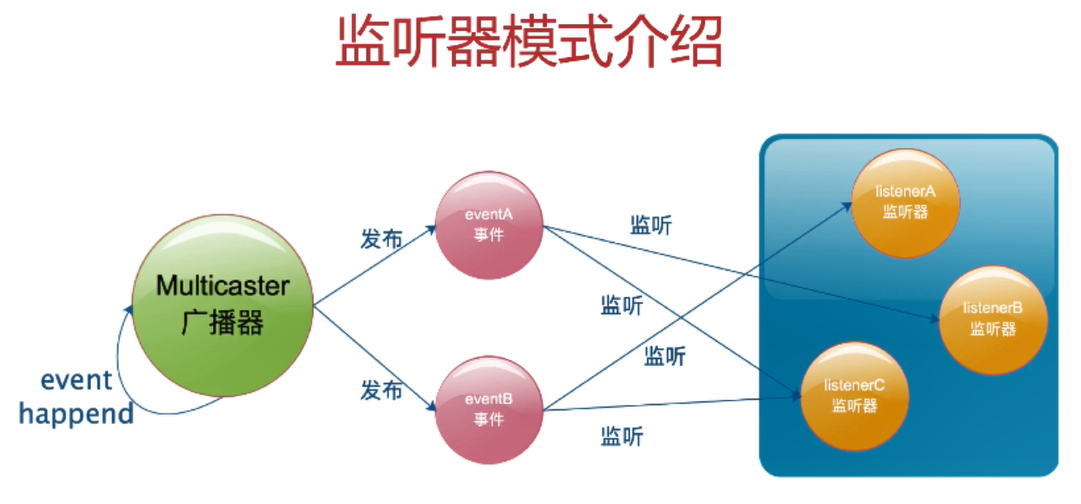 监听器模式介绍
Multicaster
广播器
event
happend
发布
发布
eventA
事件
eventB
事件
监听
监听
监听
监听
listenerA
监听器
listenerB
监听器
listenerC
监听器